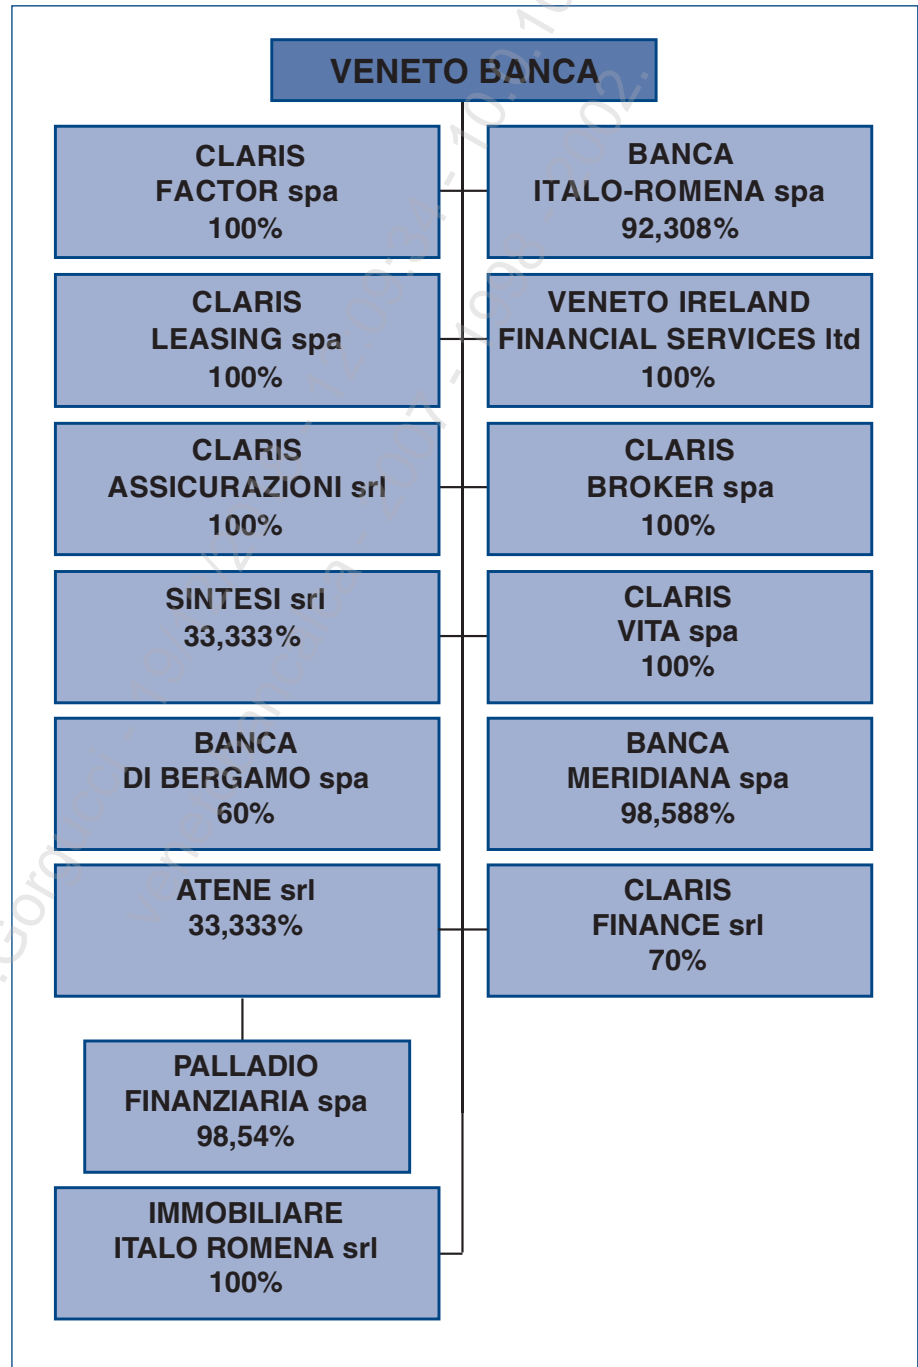 VENETO BANCA
CLARIS
FACTOR spa
100%
BANCA
ITALO-ROMENA spa
92,308%
CLARIS
LEASING spa
100%
VENETO IRELAND
FINANCIAL SERVICES ltd
100%
CLARIS
ASSICURAZIONI srl
100%
CLARIS
BROKER spa
100%
SINTESI srl
33,333%
CLARIS
VITA spa
100%
BANCA
DI BERGAMO spa
60%
BANCA
MERIDIANA spa
98,588%
ATENE srl
33,333%
CLARIS
FINANCE srl
70%
PALLADIO
FINANZIARIA spa
98,54%
IMMOBILIARE
ITALO ROMENA srl
100%